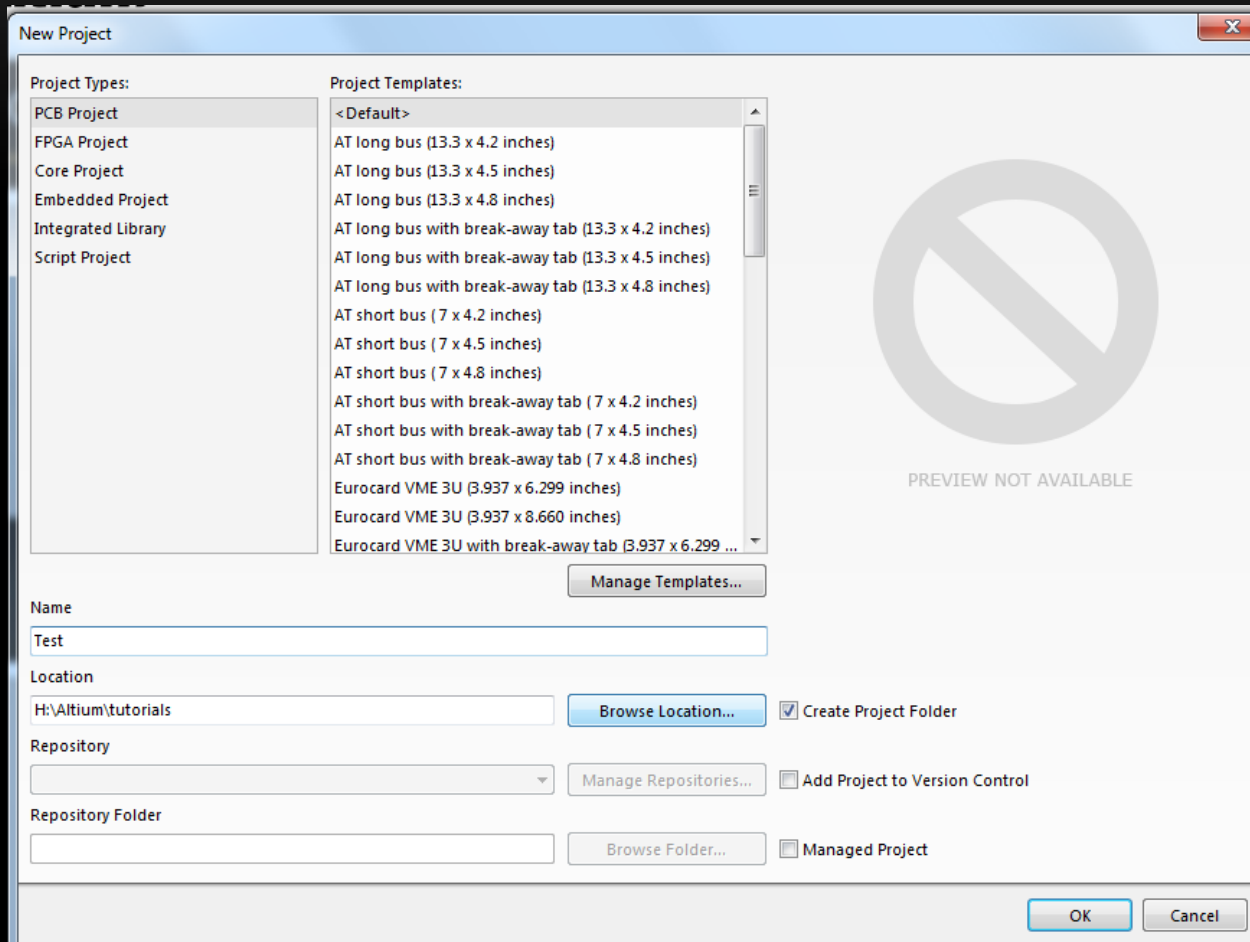 New Project
Project Types:
Project Templates:
PCB Project
FPGA Project
Core Project
Embedded Project
Integrated Library
Script Project
<Default>
AT long bus (13.3 x 4.2 inches)
AT long bus (13.3 x 4.5 inches)
AT long bus (13.3 x 4.8 inches)
AT long bus with break-away tab (13.3 x 4.2 inches)
AT long bus with break-away tab (13.3 x 4.5 inches)
AT long bus with break-away tab (13.3 x 4.8 inches)
AT short bus ( 7 x 4.2 inches)
AT short bus ( 7 x 4.5 inches)
AT short bus ( 7 x 4.8 inches)
AT short bus with break-away tab ( 7 x 4.2 inches)
AT short bus with break-away tab ( 7 x 4.5 inches)
AT short bus with break-away tab ( 7 x 4.8 inches)
Eurocard VME 3U (3.937 x 6.299 inches)
Eurocard VME 3U (3.937 x 8.660 inches)
Eurocard VME 3U with break-away tab (3.937 x 6.299 ...
PREVIEW NOT AVAILABLE
Manage Templates...
Name
Test
Location
H:\Altium\tutorials
Browse Location...
Create Project Folder
Repository
Manage Repositories...
Add Project to Version Control
Repository Folder
Browse Folder...
Managed Project
OK
Cancel